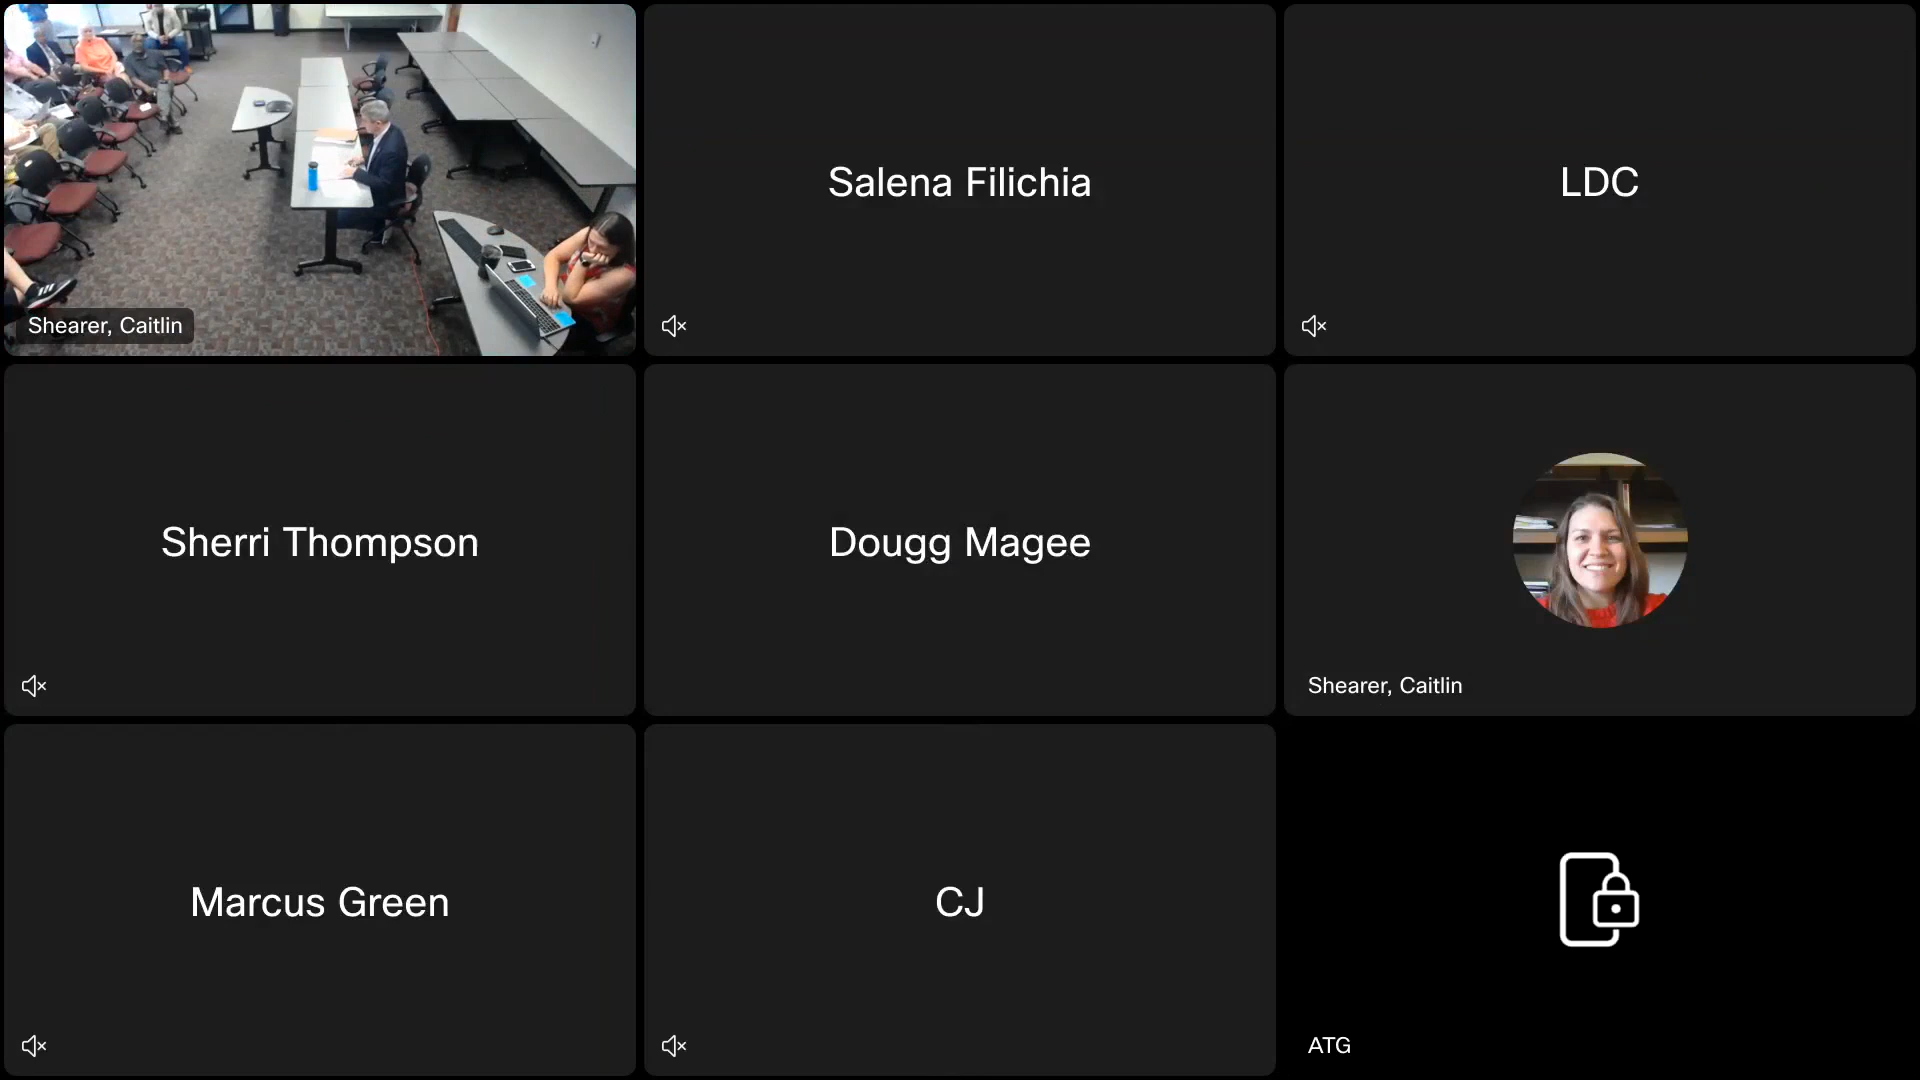 Shearer, Caitlin
Salena Filichia
LDC
Sherri Thompson
Dougg Magee
Shearer, Caitlin
Marcus Green
CJ
ATG